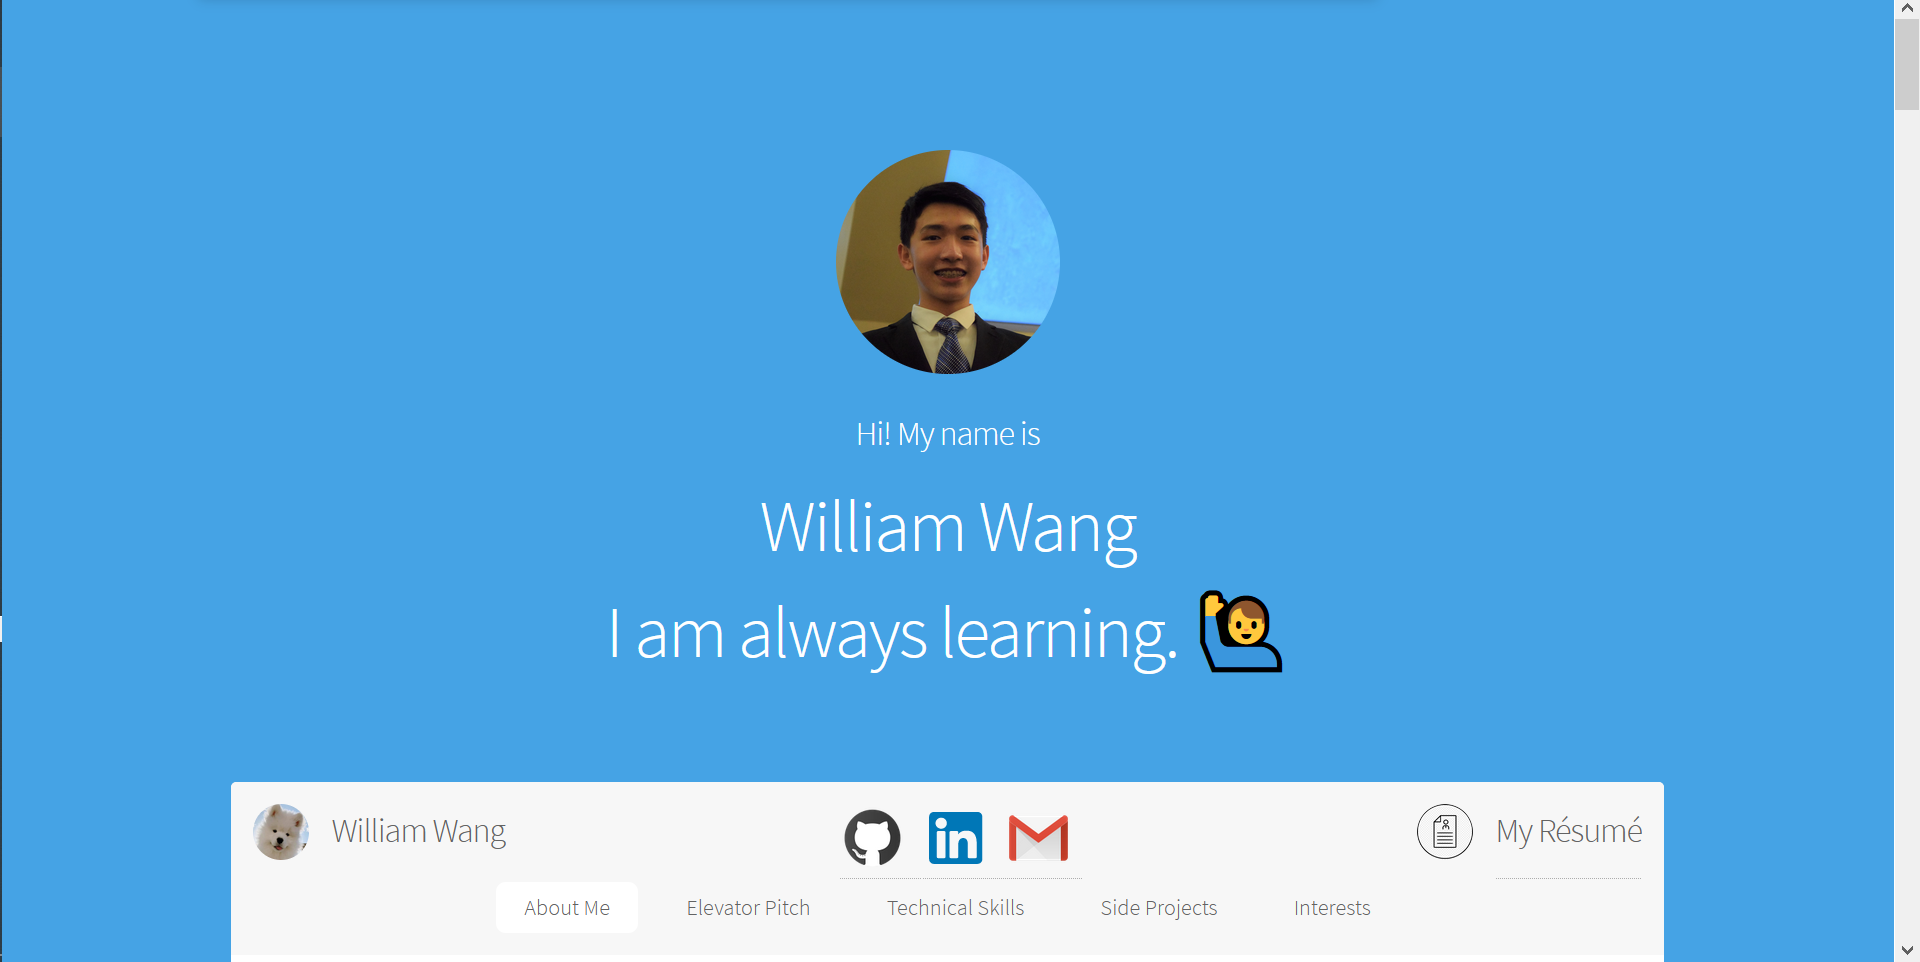 Hi! My name is
William Wang
I am always learning.
William Wang
in
My Résumé
About Me
Elevator Pitch
Technical Skills
Side Projects
Interests